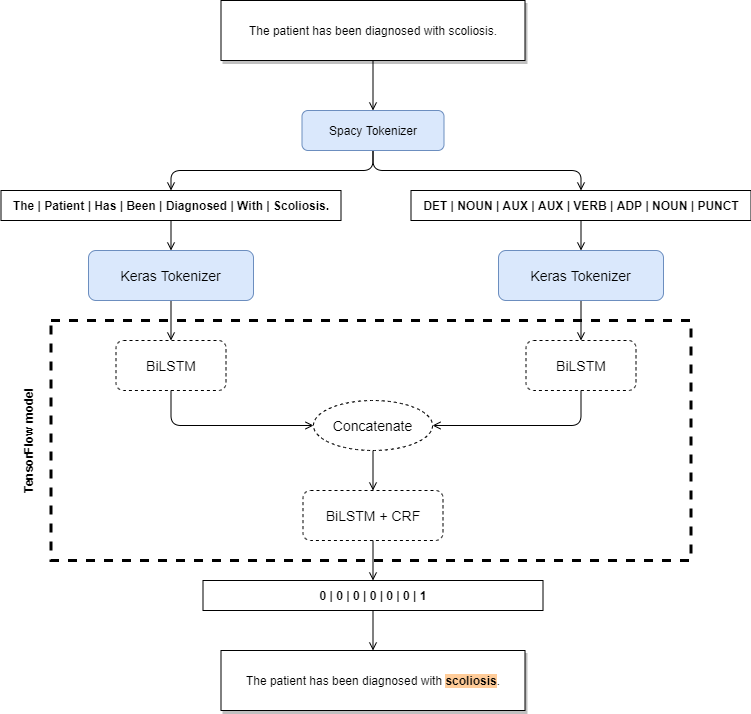 The patient has been diagnosed with scoliosis.
Spacy Tokenizer
The | Patient | Has | Been | Diagnosed | With | Scoliosis.
DET | NOUN | AUX | AUX | VERB | ADP | NOUN | PUNCT
Keras Tokenizer
Keras Tokenizer
TensorFlow model
BiLSTM
BiLSTM
Concatenate
BiLSTM + CRF
0 | 0 | 0 | 0 | 0 | 0 | 1
The patient has been diagnosed with scoliosis.